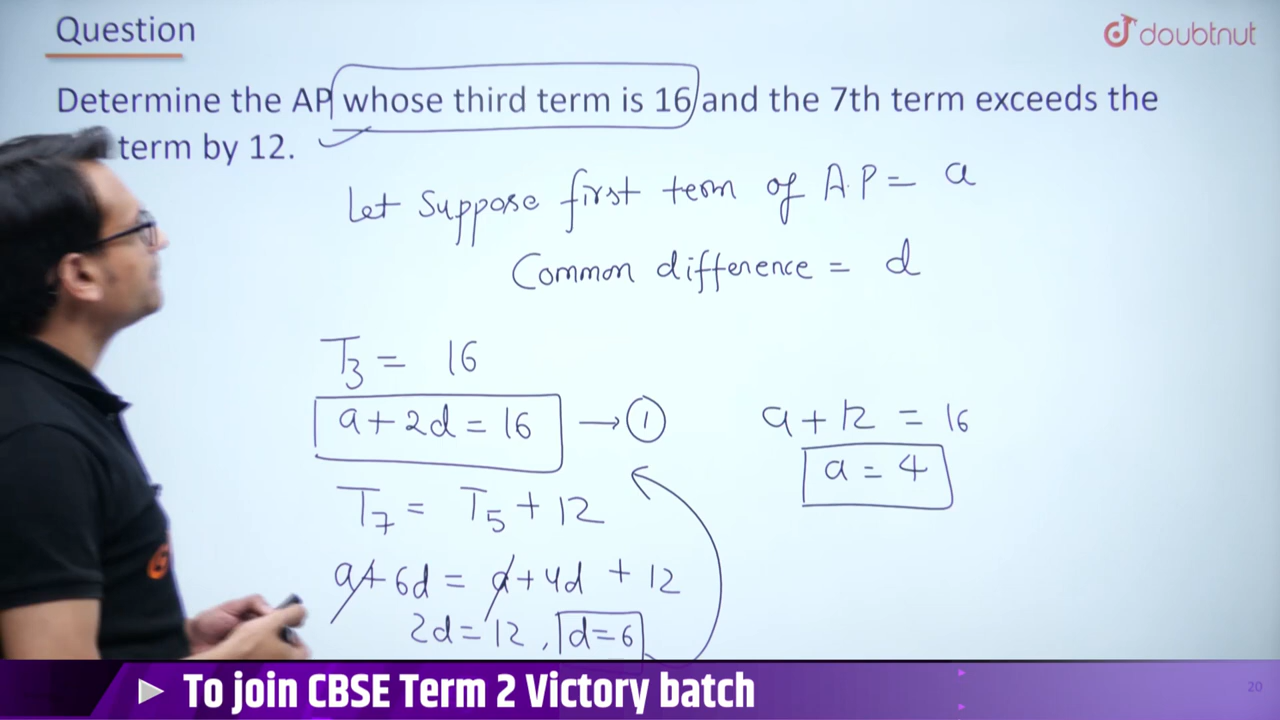 Question
doubtnut
Determine the AP whose third term is 16 and the 7th term exceeds the
term by 12.
Let suppose first term of A.P = a
Common difference = d
T3 = 16
a + 2d = 16 → ①
a + 12 = 16
a = 4
T7 = T5 + 12
a + 6d = a + 4d + 12
2d = 12, d = 6
To join CBSE Term 2 Victory batch
20